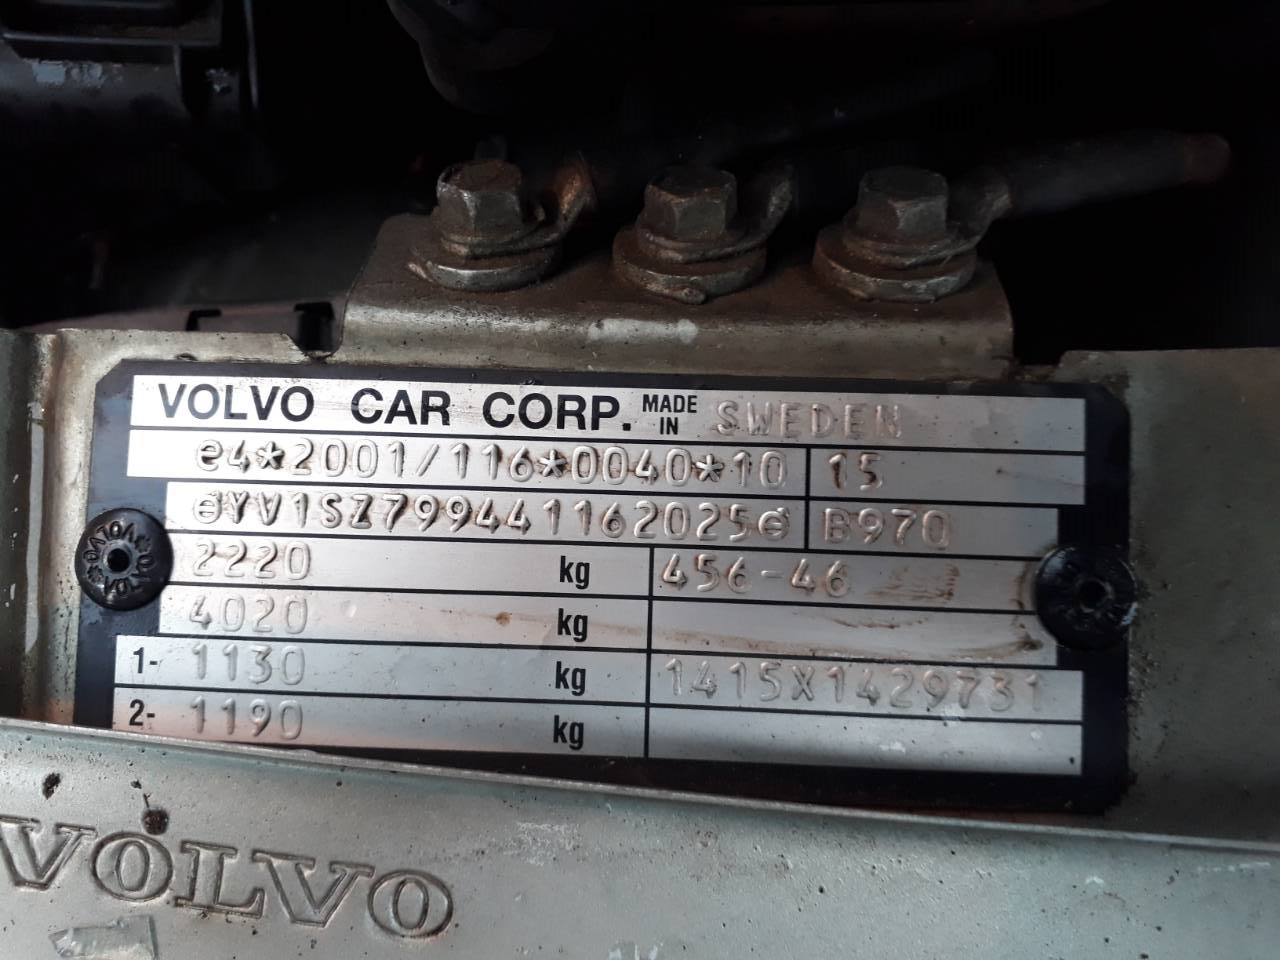 VOLVO CAR CORP. MADE IN SWEDEN
e4*2001/116*0040*10 15
eYV1SZ799441162025e B970
2220 kg 456-46
4020 kg
1- 1130 kg 1415X1429731
2- 1190 kg
VOLVO